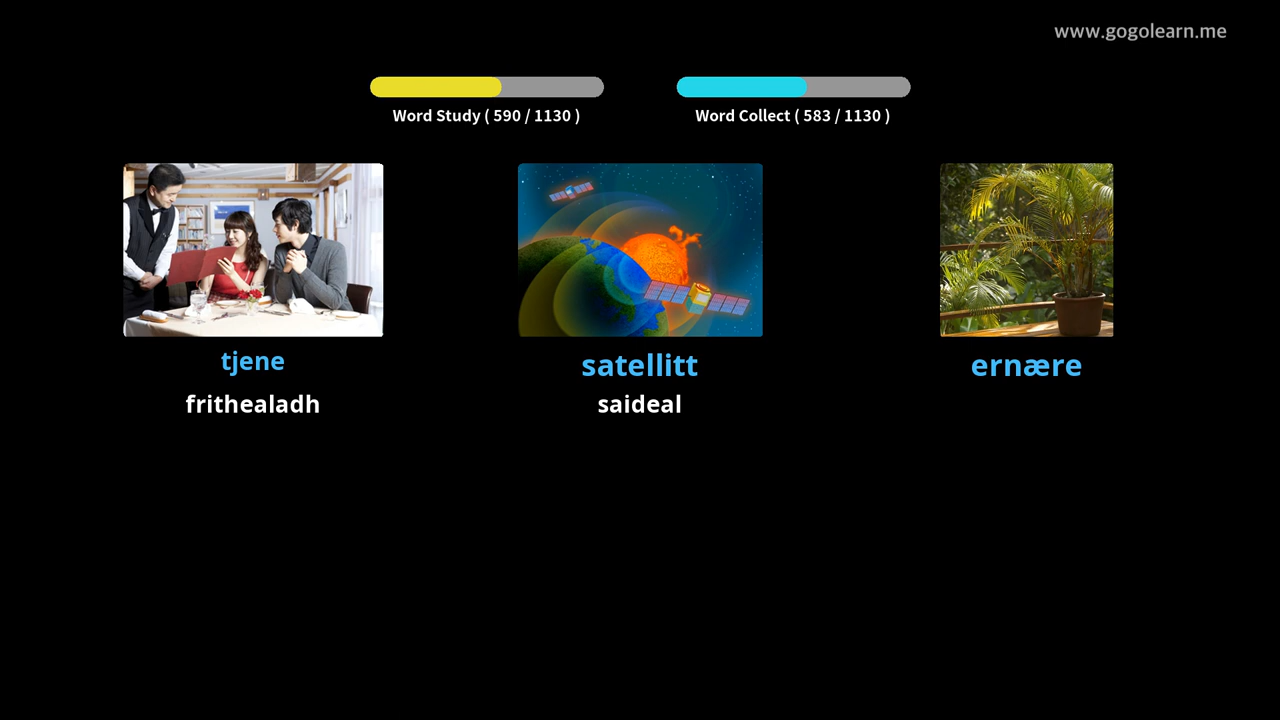 www.gogolearn.me
Word Study ( 590 / 1130 )
Word Collect ( 583 / 1130 )
tjene
satellitt
ernære
frithealadh
saideal